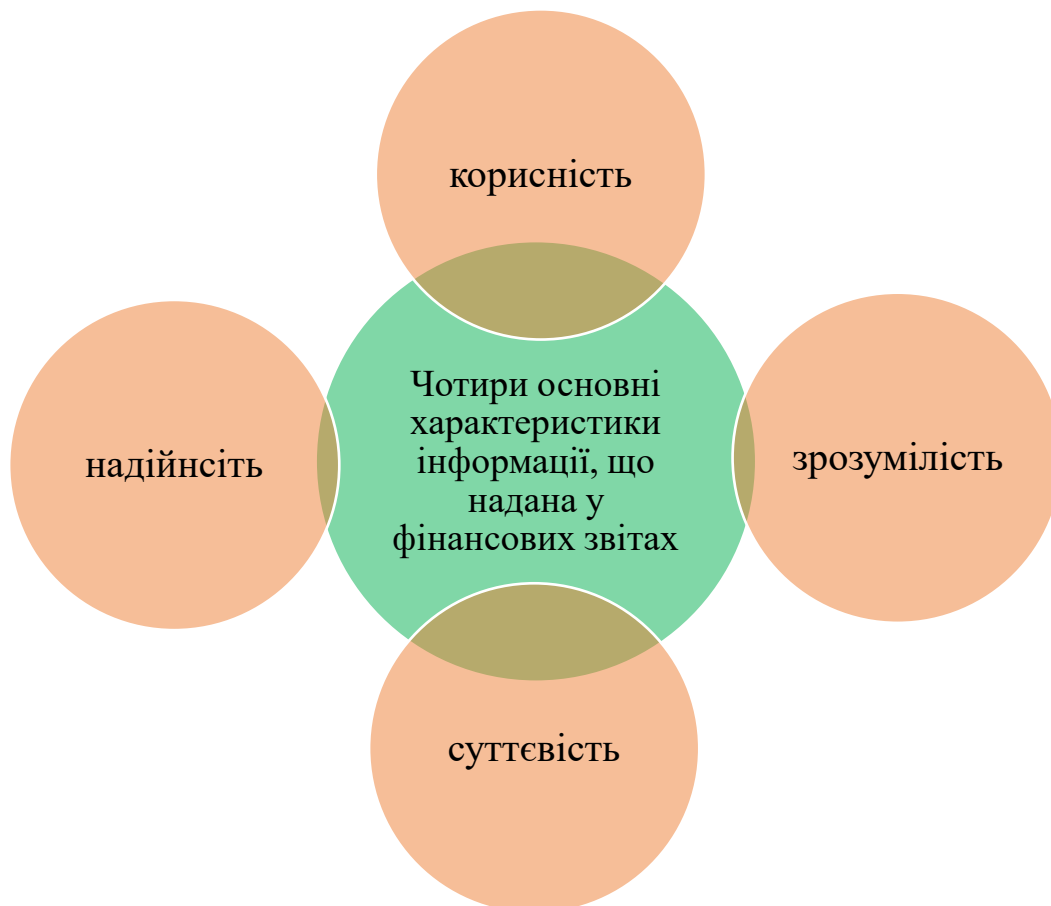 корисність
Чотири основні
характеристики
інформації, що
надана у
фінансових звітах
надійнсіть
зрозумілість
суттєвість